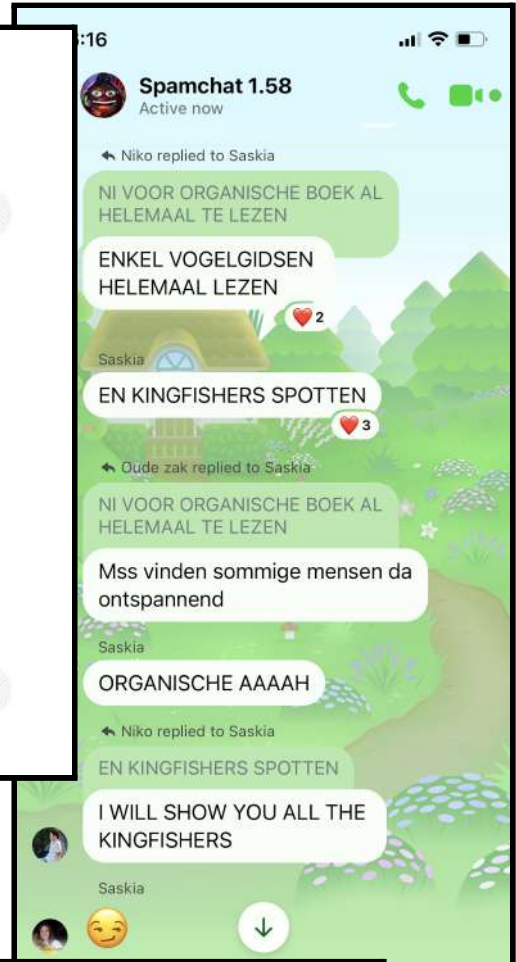 :16
Spamchat 1.58
Active now
Niko replied to Saskia
NI VOOR ORGANISCHE BOEK AL
HELEMAAL TE LEZEN
ENKEL VOGELGIDSEN
HELEMAAL LEZEN
2
Saskia
EN KINGFISHERS SPOTTEN
3
Oude zak replied to Saskia
NI VOOR ORGANISCHE BOEK AL
HELEMAAL TE LEZEN
Mss vinden sommige mensen da
ontspannend
Saskia
ORGANISCHE AAAAH
Niko replied to Saskia
EN KINGFISHERS SPOTTEN
I WILL SHOW YOU ALL THE
KINGFISHERS
Saskia